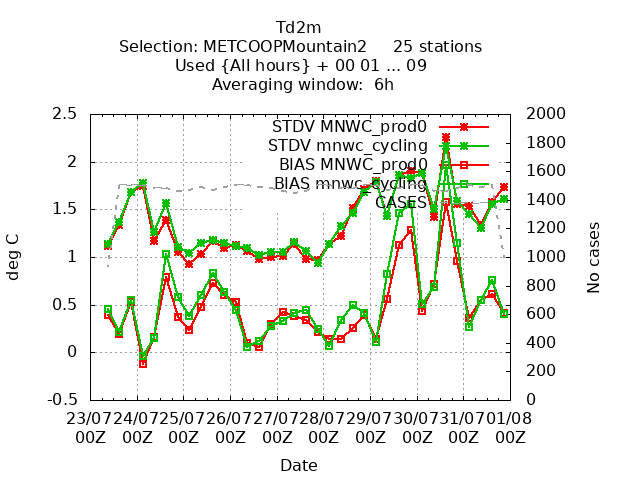 Td2m
Selection: METCOOPMountain2 25 stations
Used {All hours} + 00 01 ... 09
Averaging window: 6h
2.5 2000
STDV MNWC_prod0
1800
STDV mnwc_cycling
2 BIAS MNWC_prod0 1600
BIAS mnwc_cycling
1.5 CASES 1400
1200
deg C 1 1000 No cases
800
0.5 600
0 400
200
-0.5 0
23/07 24/07 25/07 26/07 27/07 28/07 29/07 30/07 31/07 01/08
00Z 00Z 00Z 00Z 00Z 00Z 00Z 00Z 00Z 00Z
Date